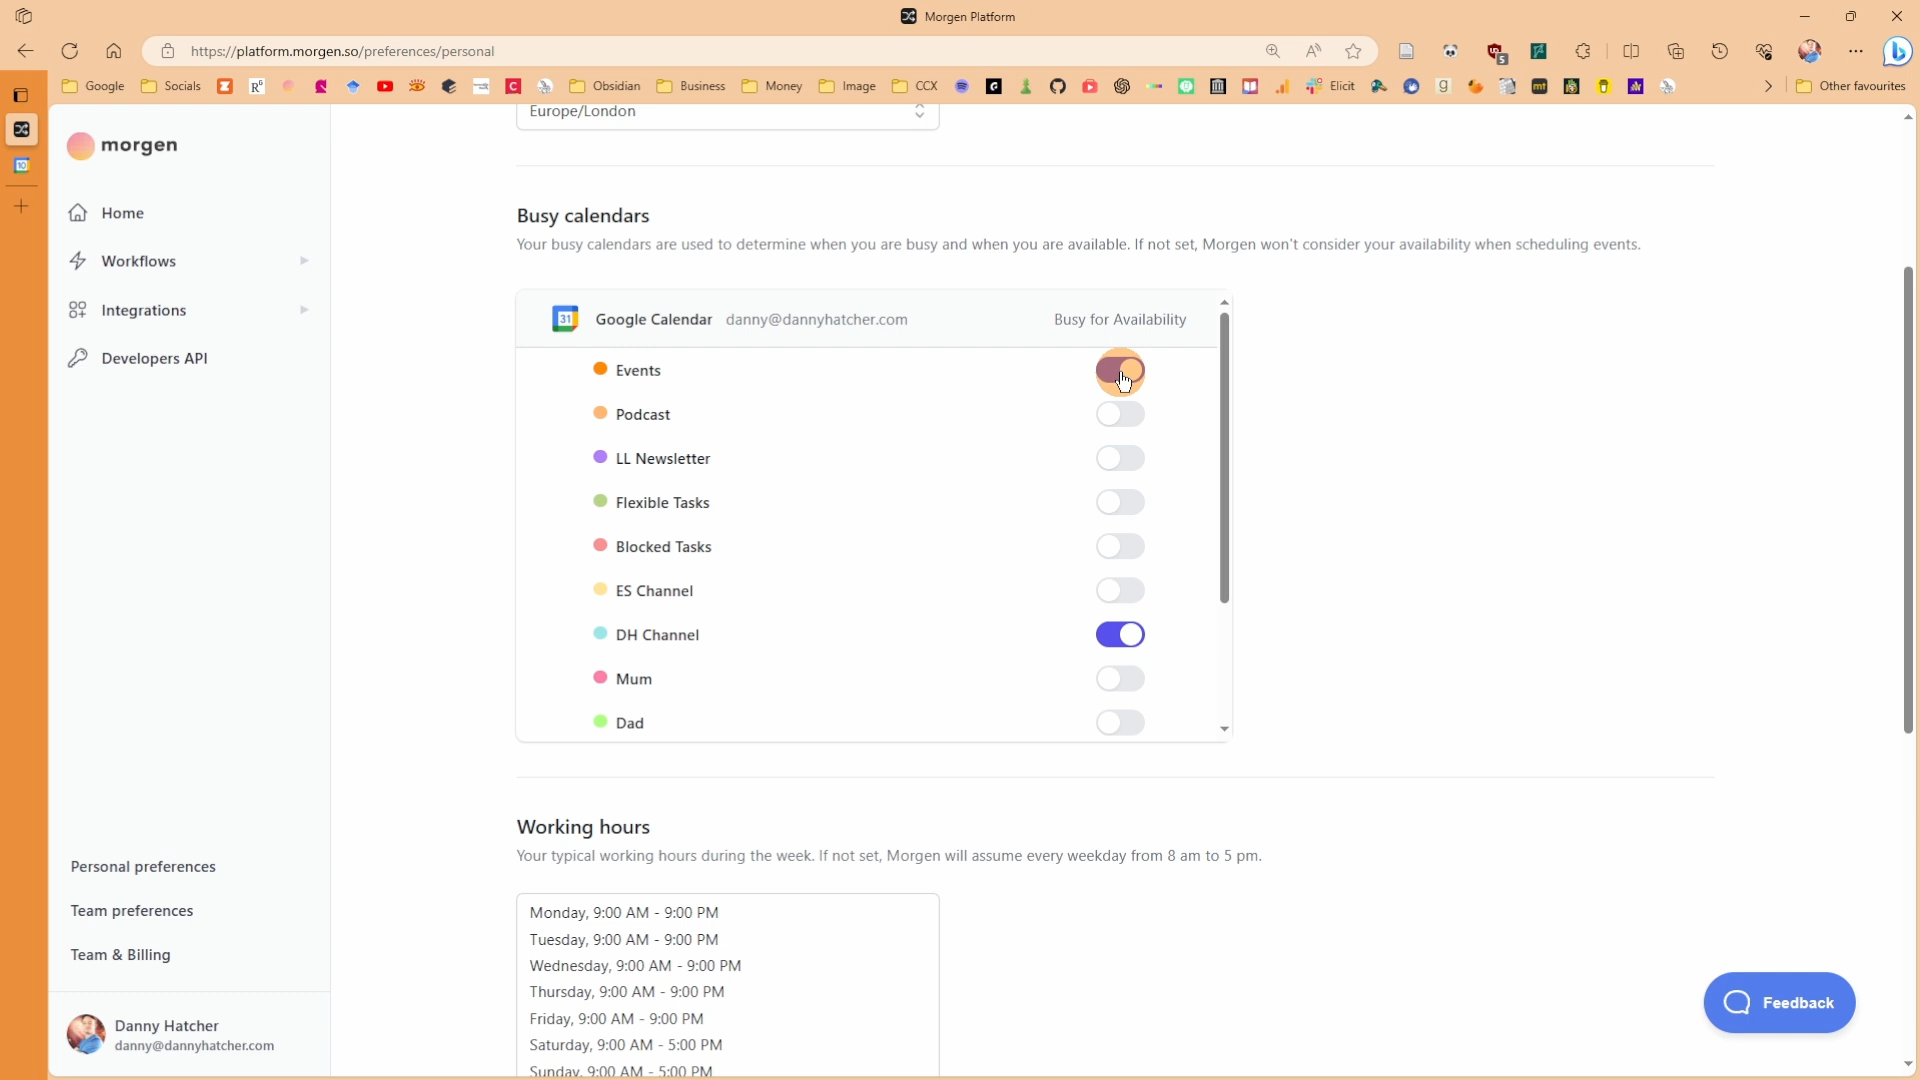 Morgen Platform
https://platform.morgen.so/preferences/personal
Google Socials Obsidian Business Money Image CCX Elicit Other favourites
morgen
Home
Workflows
Integrations
Developers API
Personal preferences
Team preferences
Team & Billing
Danny Hatcher
danny@dannyhatcher.com
Europe/London
Busy calendars
Your busy calendars are used to determine when you are busy and when you are available. If not set, Morgen won't consider your availability when scheduling events.
31 Google Calendar danny@dannyhatcher.com Busy for Availability
Events
Podcast
LL Newsletter
Flexible Tasks
Blocked Tasks
ES Channel
DH Channel
Mum
Dad
Working hours
Your typical working hours during the week. If not set, Morgen will assume every weekday from 8 am to 5 pm.
Monday, 9:00 AM - 9:00 PM
Tuesday, 9:00 AM - 9:00 PM
Wednesday, 9:00 AM - 9:00 PM
Thursday, 9:00 AM - 9:00 PM
Friday, 9:00 AM - 9:00 PM
Saturday, 9:00 AM - 5:00 PM
Sunday, 9:00 AM - 5:00 PM
Feedback